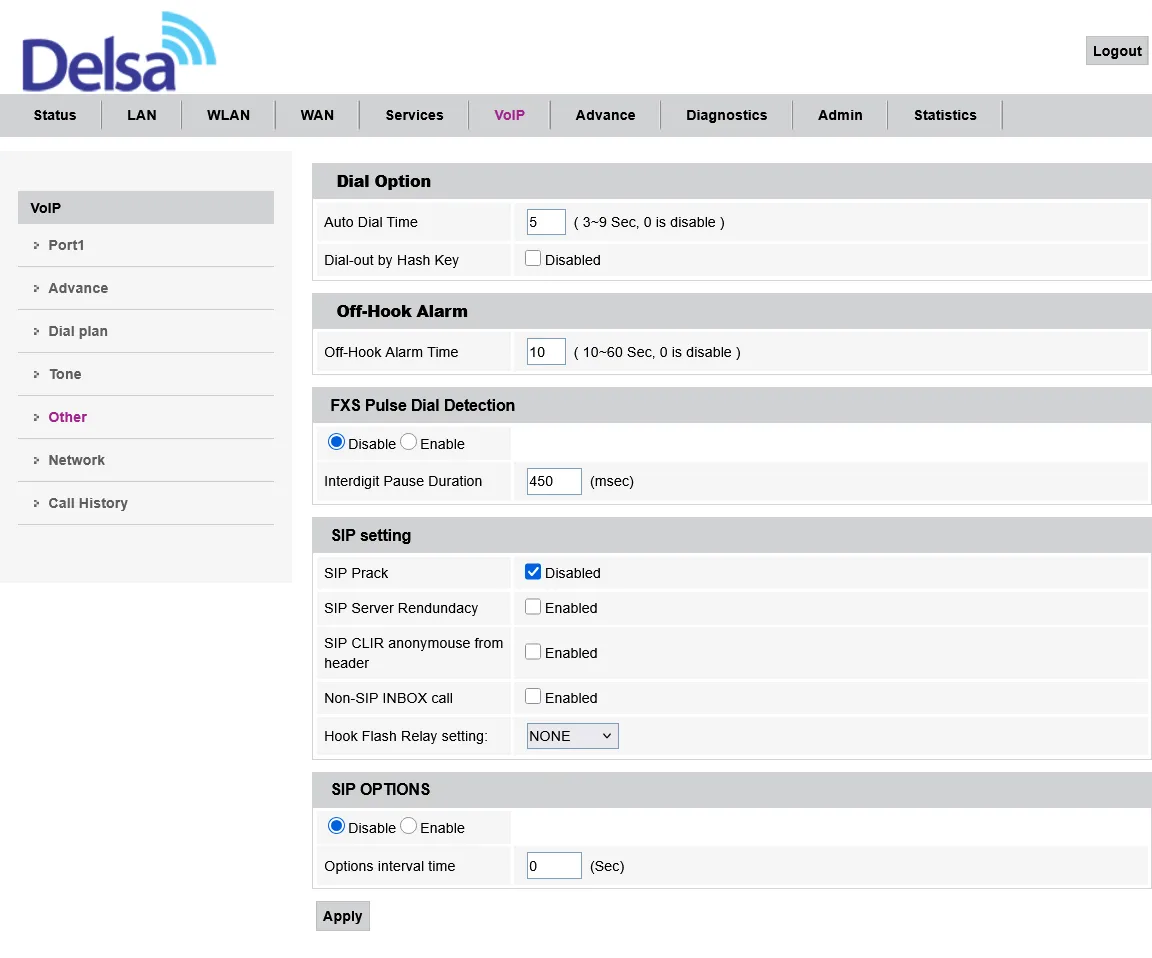 Delsa
Logout
Status LAN WLAN WAN Services VoIP Advance Diagnostics Admin Statistics
VoIP
Port1
Advance
Dial plan
Tone
Other
Network
Call History
Dial Option
Auto Dial Time 5 ( 3~9 Sec, 0 is disable )
Dial-out by Hash Key Disabled
Off-Hook Alarm
Off-Hook Alarm Time 10 ( 10~60 Sec, 0 is disable )
FXS Pulse Dial Detection
Disable Enable
Interdigit Pause Duration 450 (msec)
SIP setting
SIP Prack Disabled
SIP Server Rendundacy Enabled
SIP CLIR anonymouse from
header Enabled
Non-SIP INBOX call Enabled
Hook Flash Relay setting: NONE
SIP OPTIONS
Disable Enable
Options interval time 0 (Sec)
Apply